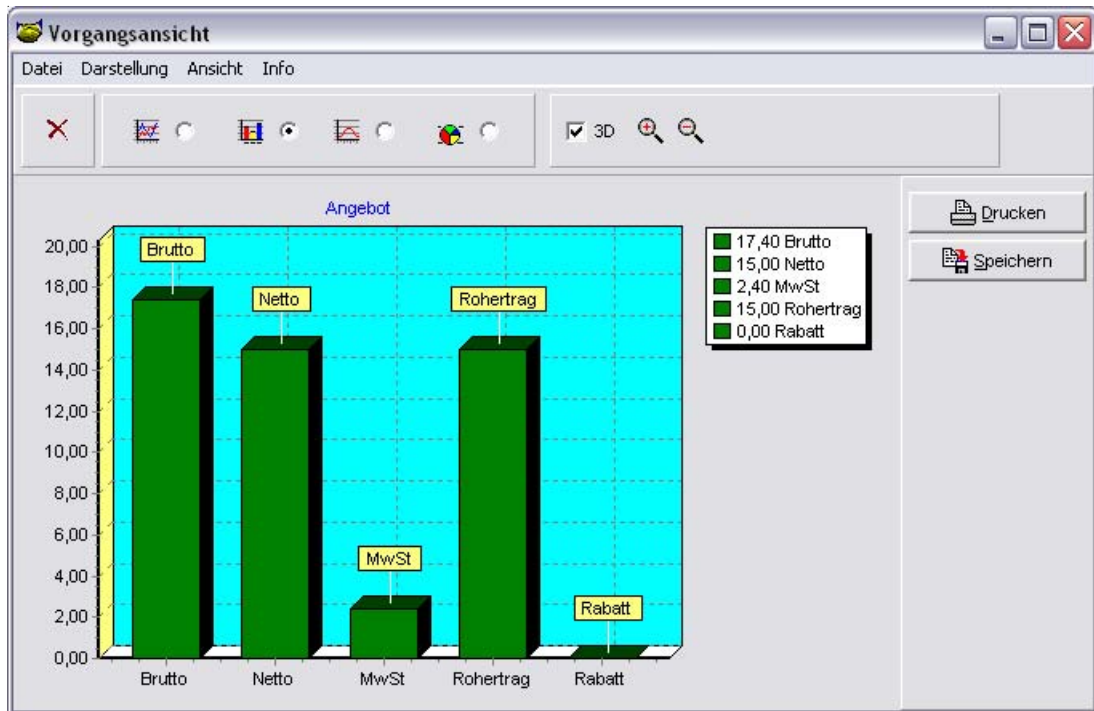 Vorgangsansicht
Datei Darstellung Ansicht Info
3D
Angebot
20,00
18,00
16,00
14,00
12,00
10,00
8,00
6,00
4,00
2,00
0,00
Brutto
Netto
MwSt
Rohertrag
Rabatt
Brutto Netto MwSt Rohertrag Rabatt
17,40 Brutto
15,00 Netto
2,40 MwSt
15,00 Rohertrag
0,00 Rabatt
Drucken
Speichern